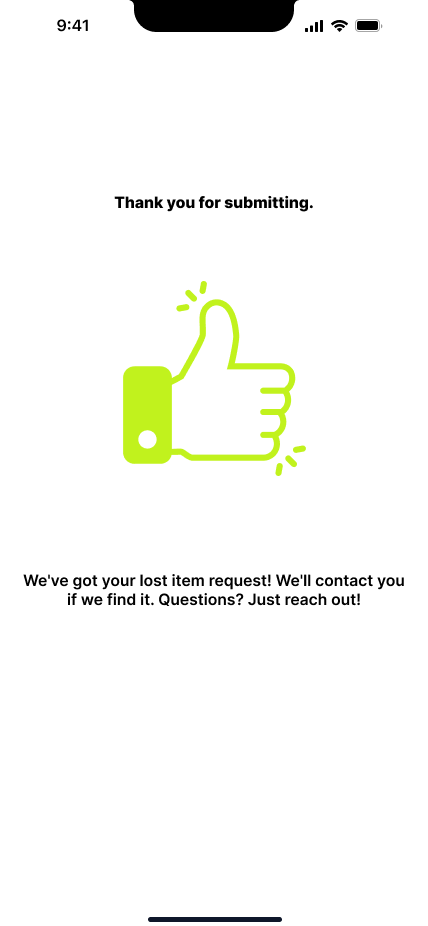 9:41
Thank you for submitting.
We've got your lost item request! We'll contact you
if we find it. Questions? Just reach out!